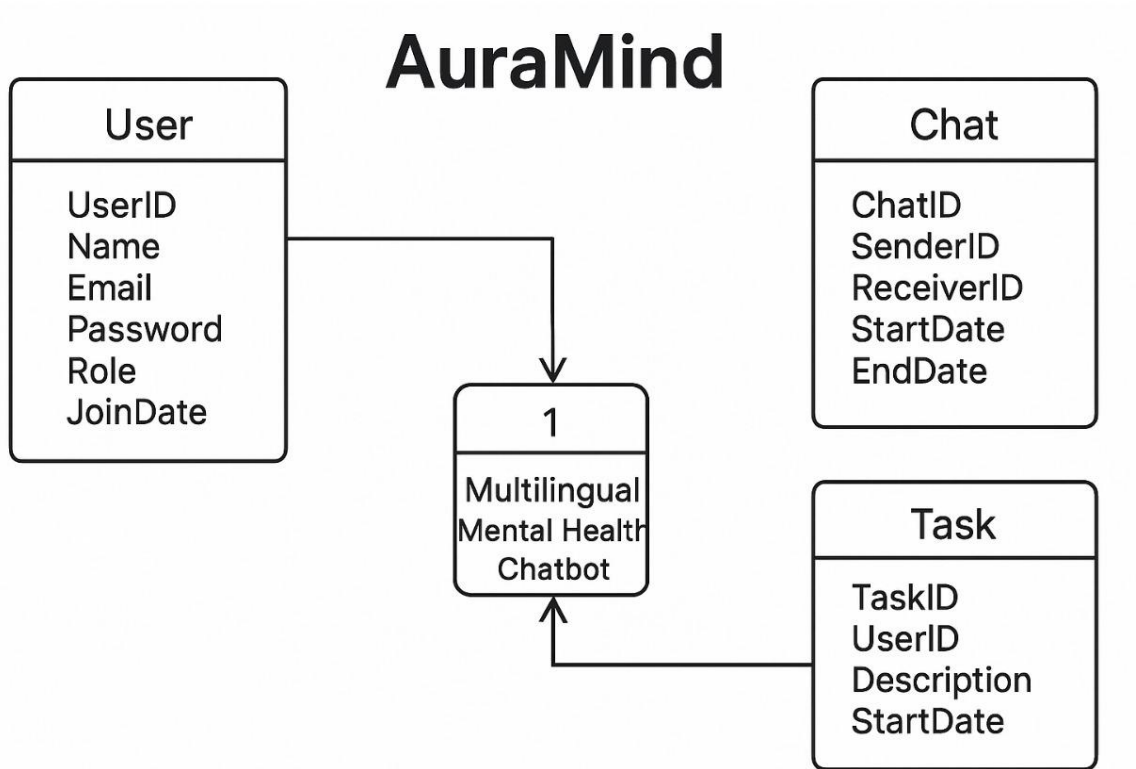 AuraMind
User
UserID
Name
Email
Password
Role
JoinDate
Chat
ChatID
SenderID
ReceiverID
StartDate
EndDate
1
Multilingual
Mental Health
Chatbot
Task
TaskID
UserID
Description
StartDate